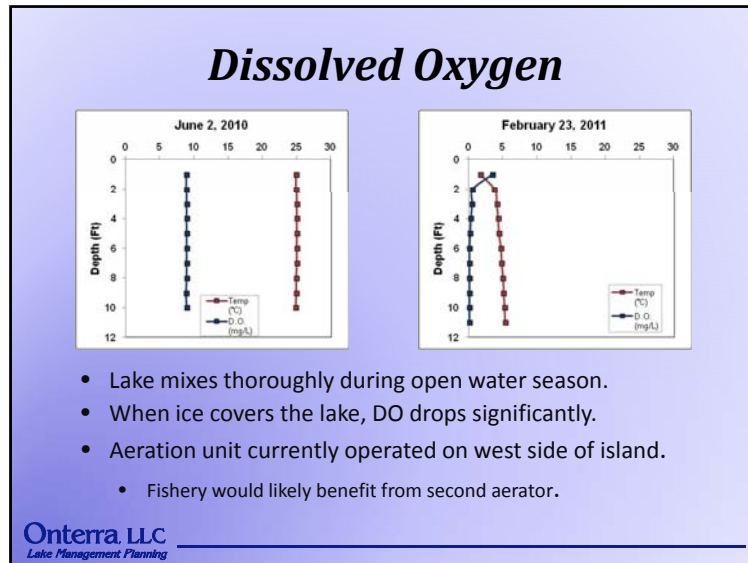 Dissolved Oxygen
June 2, 2010
0 5 10 15 20 25 30
0
2
4
6
8
10
12
Depth (Ft)
Temp
(°C)
D.O.
(mg/L)
February 23, 2011
0 5 10 15 20 25 30
0
2
4
6
8
10
12
Depth (Ft)
Temp
(°C)
D.O.
(mg/L)
• Lake mixes thoroughly during open water season.
• When ice covers the lake, DO drops significantly.
• Aeration unit currently operated on west side of island.
• Fishery would likely benefit from second aerator.
Onterra, LLC
Lake Management Planning